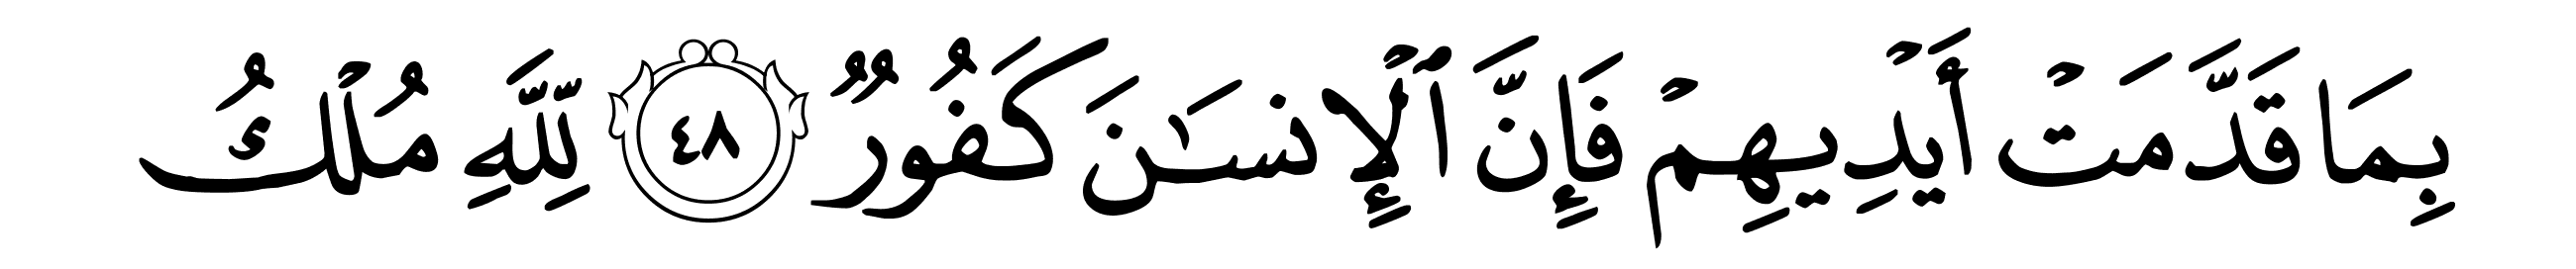 بِمَا قَدَّمَتْ أَيْدِيهِمْ فَإِنَّ ٱلْإِنسَٰنَ كَفُورٌ ٤٨ لِلَّهِ مُلْكُ